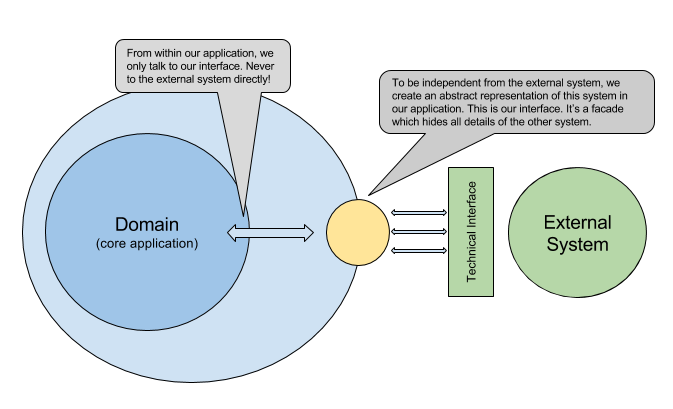 From within our application, we
only talk to our interface. Never
to the external system directly!
To be independent from the external system, we
create an abstract representation of this system in
our application. This is our interface. It's a facade
which hides all details of the other system.
Domain
(core application)
Technical Interface
External
System